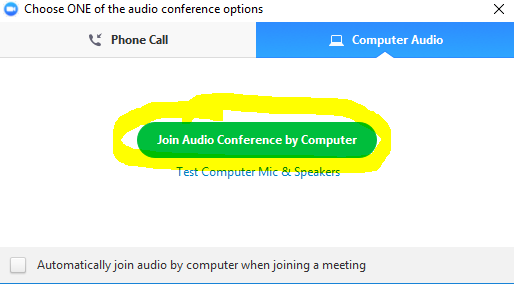 Choose ONE of the audio conference options
Phone Call
Computer Audio
Join Audio Conference by Computer
Test Computer Mic & Speakers
Automatically join audio by computer when joining a meeting